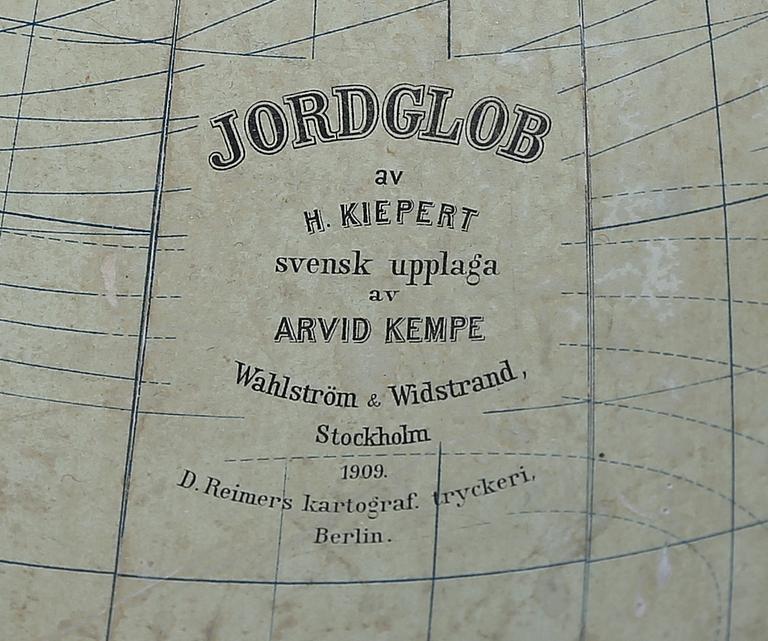 JORDGLOB
av
H. KIEPERT
svensk upplaga
av
ARVID KEMPE
Wahlström & Widstrand,
Stockholm
1909.
D. Reimers kartograf. tryckeri,
Berlin.